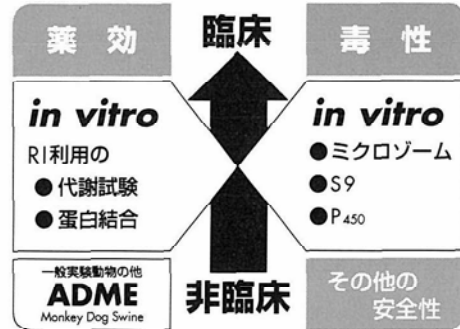 薬効
臨床
毒性
in vitro
RI利用の
●代謝試験
●蛋白結合
in vitro
●ミクロゾーム
●S9
●P450
一般実験動物の他
ADME
Monkey Dog Swine
非臨床
その他の
安全性